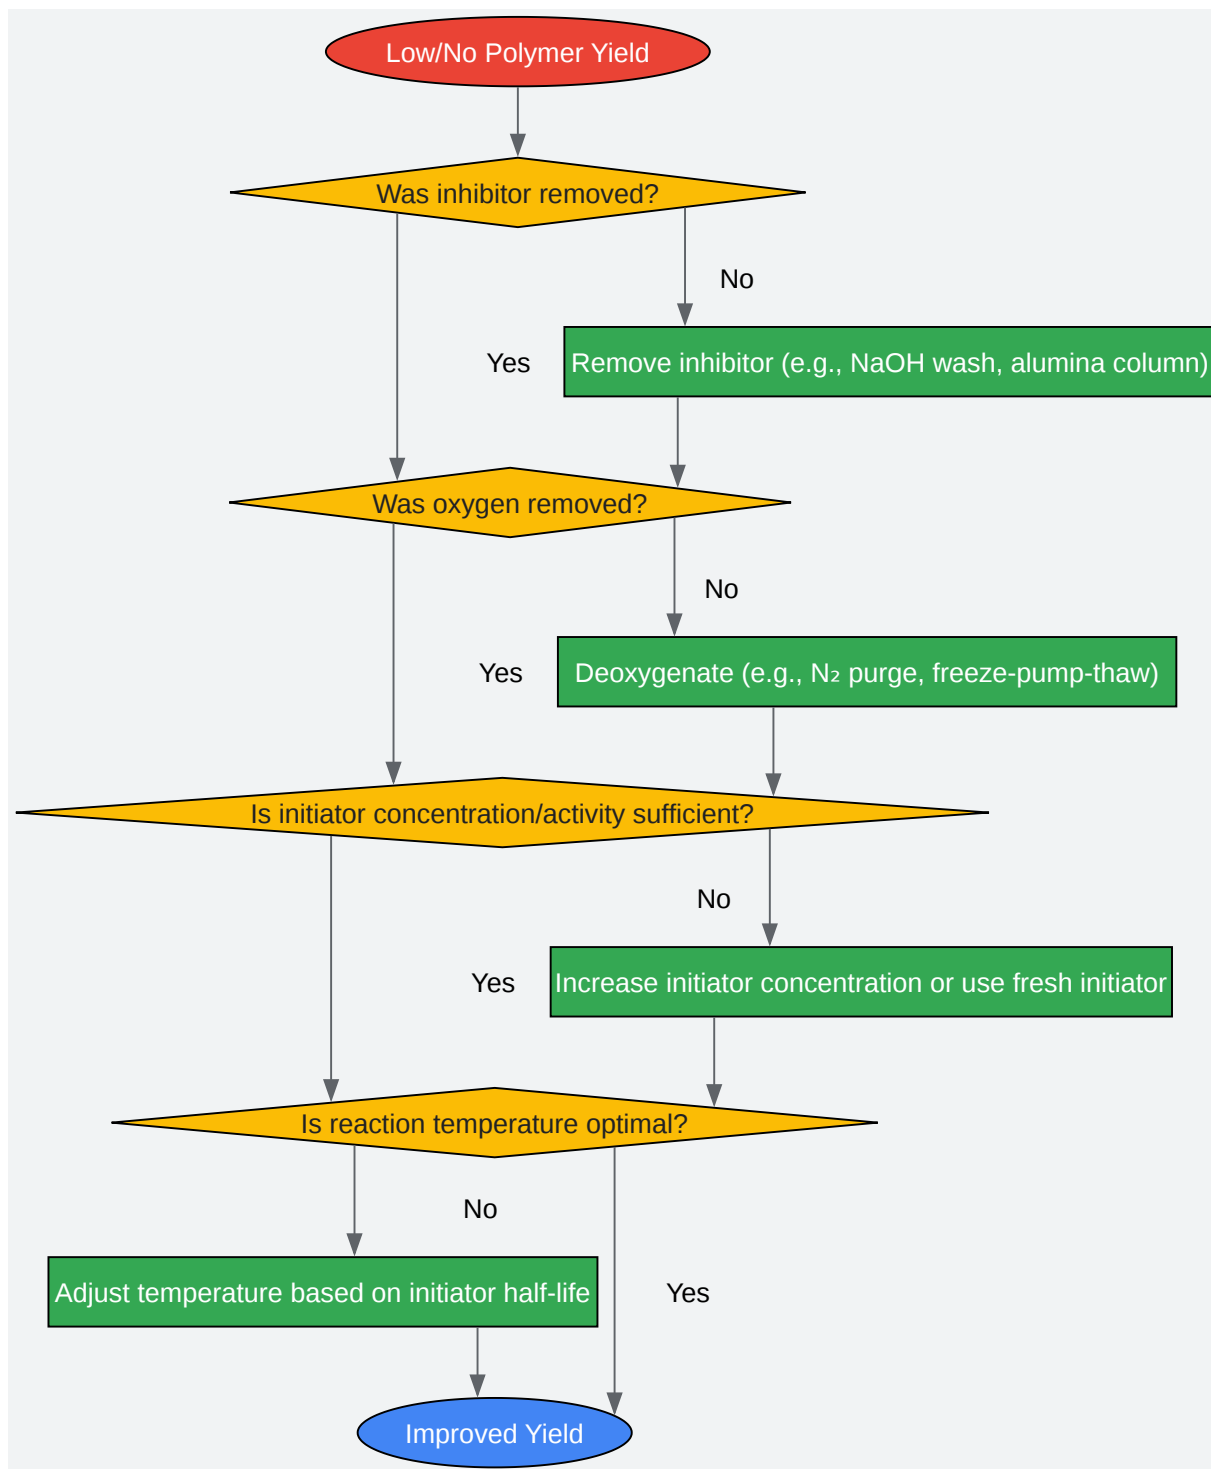 Low/No Polymer Yield
Was inhibitor removed?
No
Yes
Remove inhibitor (e.g., NaOH wash, alumina column)
Was oxygen removed?
No
Yes
Deoxygenate (e.g., N₂ purge, freeze-pump-thaw)
Is initiator concentration/activity sufficient?
No
Yes
Increase initiator concentration or use fresh initiator
Is reaction temperature optimal?
No
Adjust temperature based on initiator half-life
Yes
Improved Yield